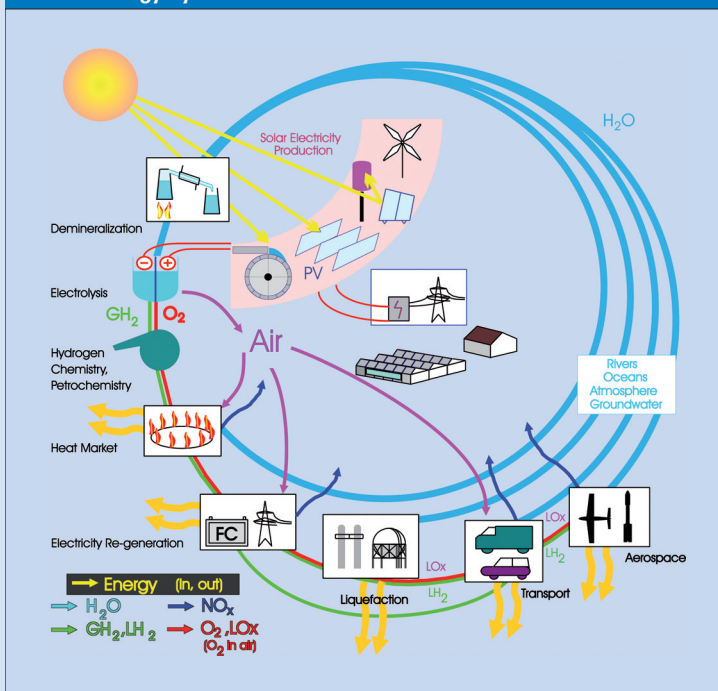 H₂O
Solar Electricity
Production
Demineralization
PV
Electrolysis
GH₂ O₂
Air
Hydrogen
Chemistry,
Petrochemistry
Rivers
Oceans
Atmosphere
Groundwater
Heat Market
FC
Electricity Re-generation
LOx
LH₂
Liquefaction
LOx
LH₂
Transport
Aerospace
Energy (in, out)
H₂O
NOₓ
GH₂,LH₂
O₂,LOx
(O₂ in air)